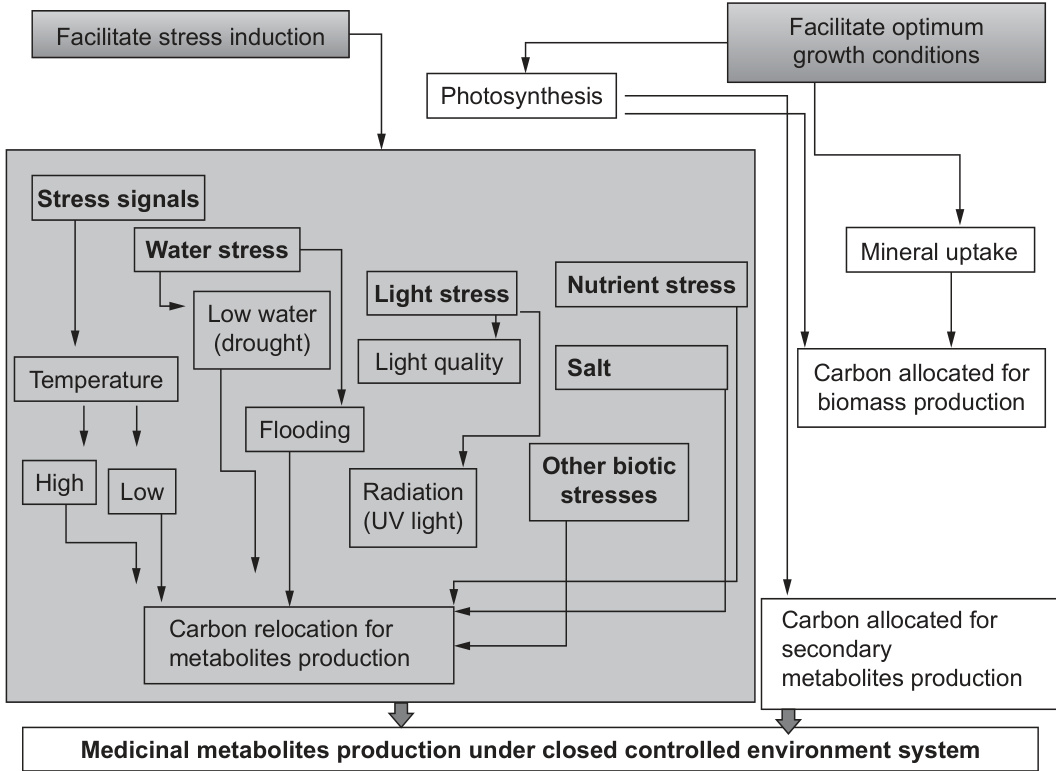 Facilitate stress induction
Facilitate optimum
growth conditions
Photosynthesis
Stress signals
Water stress
Mineral uptake
Light stress
Nutrient stress
Low water
(drought)
Light quality
Salt
Temperature
Carbon allocated for
biomass production
Flooding
High
Low
Radiation
(UV light)
Other biotic
stresses
Carbon relocation for
metabolites production
Carbon allocated for
secondary
metabolites production
Medicinal metabolites production under closed controlled environment system